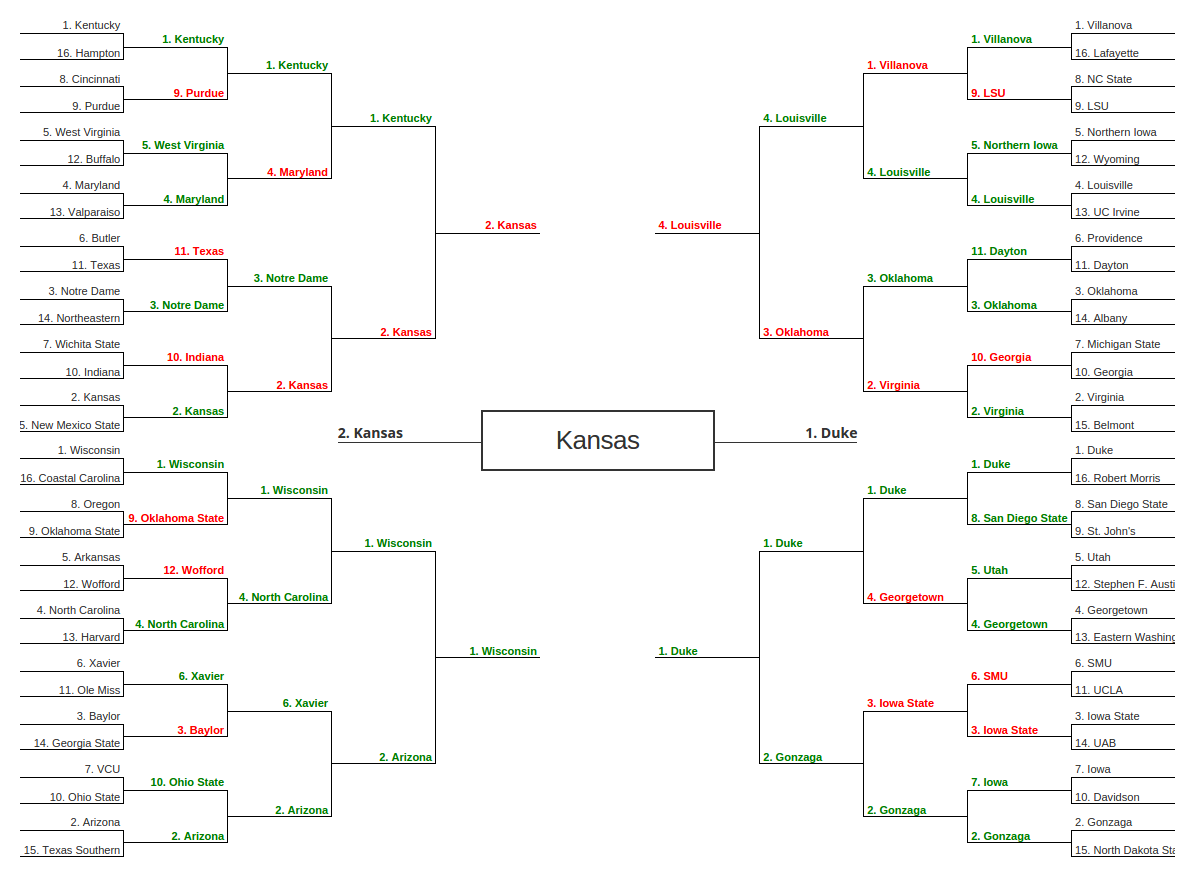 1. Kentucky
16. Hampton
8. Cincinnati
9. Purdue
5. West Virginia
12. Buffalo
4. Maryland
13. Valparaiso
6. Butler
11. Texas
3. Notre Dame
14. Northeastern
7. Wichita State
10. Indiana
2. Kansas
5. New Mexico State
1. Wisconsin
16. Coastal Carolina
8. Oregon
9. Oklahoma State
5. Arkansas
12. Wofford
4. North Carolina
13. Harvard
6. Xavier
11. Ole Miss
3. Baylor
14. Georgia State
7. VCU
10. Ohio State
2. Arizona
15. Texas Southern
1. Kentucky
9. Purdue
5. West Virginia
4. Maryland
11. Texas
3. Notre Dame
10. Indiana
2. Kansas
1. Wisconsin
9. Oklahoma State
12. Wofford
4. North Carolina
6. Xavier
3. Baylor
10. Ohio State
2. Arizona
1. Kentucky
4. Maryland
3. Notre Dame
2. Kansas
1. Wisconsin
4. North Carolina
6. Xavier
2. Arizona
1. Kentucky
2. Kansas
1. Wisconsin
2. Arizona
2. Kansas
1. Wisconsin
2. Kansas
Kansas
1. Duke
4. Louisville
1. Duke
4. Louisville
3. Oklahoma
1. Duke
2. Gonzaga
1. Villanova
4. Louisville
3. Oklahoma
2. Virginia
1. Duke
4. Georgetown
3. Iowa State
2. Gonzaga
1. Villanova
9. LSU
5. Northern Iowa
4. Louisville
11. Dayton
3. Oklahoma
10. Georgia
2. Virginia
1. Duke
8. San Diego State
5. Utah
4. Georgetown
6. SMU
3. Iowa State
7. Iowa
2. Gonzaga
1. Villanova
16. Lafayette
8. NC State
9. LSU
5. Northern Iowa
12. Wyoming
4. Louisville
13. UC Irvine
6. Providence
11. Dayton
3. Oklahoma
14. Albany
7. Michigan State
10. Georgia
2. Virginia
15. Belmont
1. Duke
16. Robert Morris
8. San Diego State
9. St. John's
5. Utah
12. Stephen F. Austi
4. Georgetown
13. Eastern Washing
6. SMU
11. UCLA
3. Iowa State
14. UAB
7. Iowa
10. Davidson
2. Gonzaga
15. North Dakota Sta